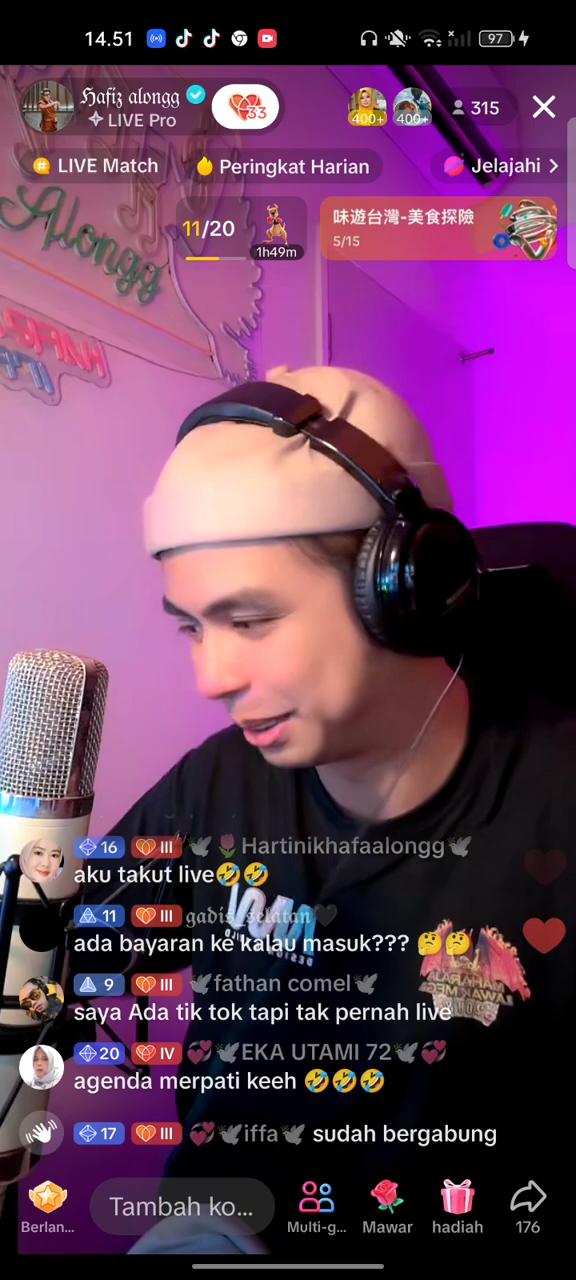 14.51
97
Hafiz alongg
LIVE Pro
33
400+
400+
315
LIVE Match
Peringkat Harian
Jelajahi
11/20
1h49m
味遊台灣-美食探險
5/15
Alongg
16 III 🕊️🌷Hartinikhafaalongg🕊️
aku takut live🤣🤣
11 III gadis selatan🖤
ada bayaran ke kalau masuk??? 🤔🤔
9 III 🕊️fathan comel🕊️
saya Ada tik tok tapi tak pernah live
20 IV 💞🕊️EKA UTAMI 72🕊️💞
agenda merpati keeh 🤣🤣🤣
17 III 💞🕊️iffa🕊️ sudah bergabung
Berlan...
Tambah ko...
Multi-g...
Mawar
hadiah
176